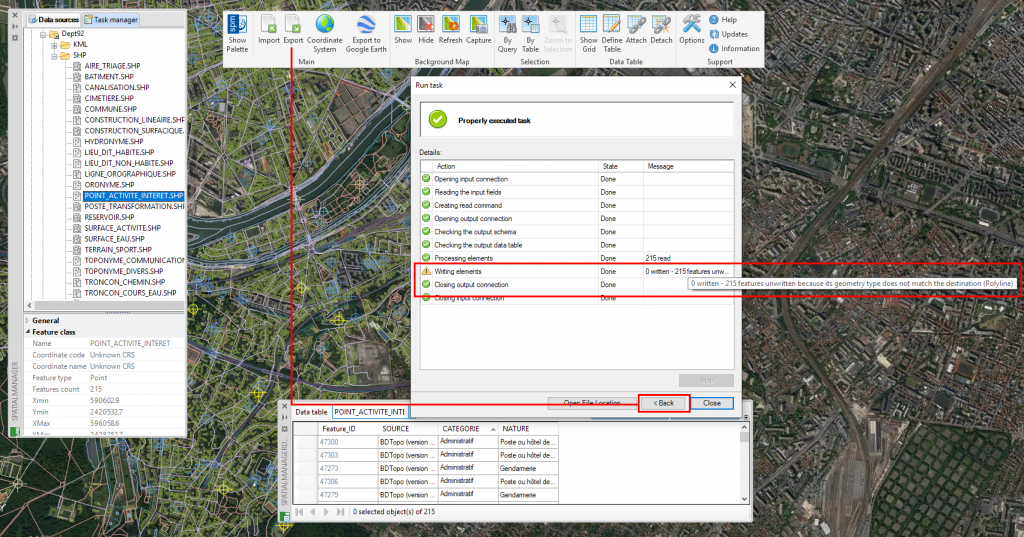 Data sources
Task manager
Dept92
KML
SHP
AIRE_TRIAGE.SHP
BATIMENT.SHP
CANALISATION.SHP
CIMETIERE.SHP
COMMUNE.SHP
CONSTRUCTION_LINEAIRE.SHP
CONSTRUCTION_SURFACIQUE.
HYDRONYME.SHP
LIEU_DIT_HABITE.SHP
LIEU_DIT_NON_HABITE.SHP
LIGNE_OROGRAPHIQUE.SHP
ORONYME.SHP
POINT_ACTIVITE_INTERET.SHP
POSTE_TRANSFORMATION.SHP
RESERVOIR.SHP
SURFACE_ACTIVITE.SHP
SURFACE_EAU.SHP
TERRAIN_SPORT.SHP
TOPONYME_COMMUNICATION
TOPONYME_DIVERS.SHP
TRONCON_CHEMIN.SHP
TRONCON_COURS_EAU.SHP
General
Feature class
Name POINT_ACTIVITE_INTERET
Coordinate code Unknown CRS
Coordinate name Unknown CRS
Feature type Point
Features count 215
Xmin 590602.9
Ymin 2420532.7
XMax 596058.6
YMax
SPATIALMANAGER
spm
Show Palette
Import
Export
Coordinate System
Export to Google Earth
Main
Show
Hide
Refresh
Capture
Background Map
By Query
By Table
Zoom to Selection
Selection
Show Grid
Define Table
Attach
Detach
Data Table
Options
Help
Updates
Information
Support
Run task
Properly executed task
Details:
Action State Message
Opening input connection Done
Reading the input fields Done
Creating read command Done
Opening output connection Done
Checking the output schema Done
Checking the output data table Done
Processing elements Done 215 read
Writing elements Done 0 written - 215 features unw...
Closing output connection Done
0 written - 215 features unwritten because its geometry type does not match the destination (Polyline)
Closing input connection Done
Stop
Open File Location
< Back
Close
Data table POINT_ACTIVITE_INTI
Feature_ID SOURCE CATEGORIE NATURE
47300 BDTopo (version ... Administratif Poste ou hôtel de...
47303 BDTopo (version ... Administratif Poste ou hôtel de...
47273 BDTopo (version ... Administratif Gendarmerie
47306 BDTopo (version ... Administratif Poste ou hôtel de...
47279 BDTopo (version ... Administratif Gendarmerie
0 selected object(s) of 215
SPATIALMANAGERD...